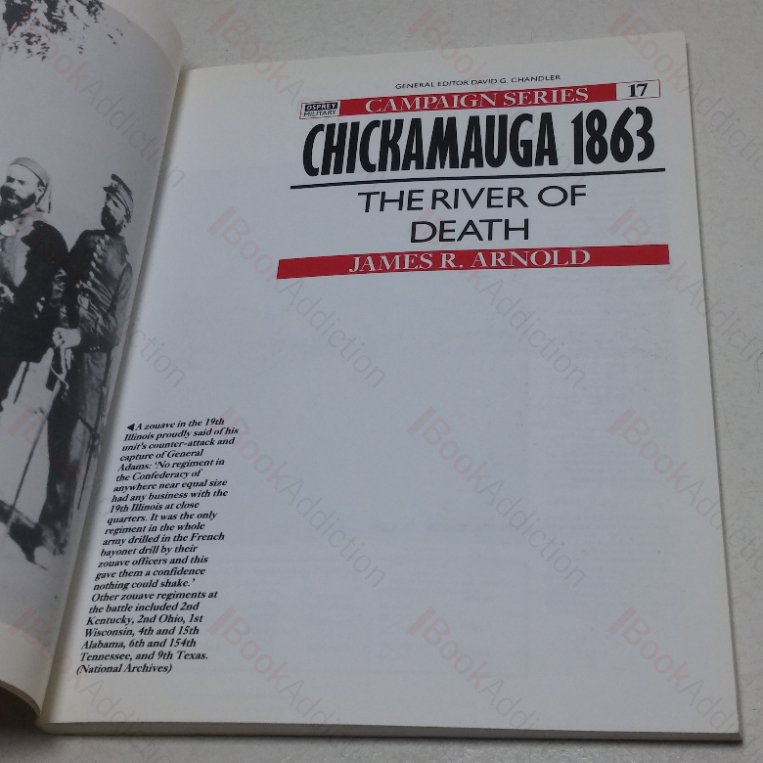 GENERAL EDITOR DAVID G. CHANDLER
OSPREY
MILITARY
CAMPAIGN SERIES
17
CHICKAMAUGA 1863
THE RIVER OF
DEATH
JAMES R. ARNOLD
◀A zouave in the 19th
Illinois proudly said of his
unit's counter-attack and
capture of General
Adams: 'No regiment in
the Confederacy of
anywhere near equal size
had any business with the
19th Illinois at close
quarters. It was the only
regiment in the whole
army drilled in the French
bayonet drill by their
zouave officers and this
gave them a confidence
nothing could shake.'
Other zouave regiments at
the battle included 2nd
Kentucky, 2nd Ohio, 1st
Wisconsin, 4th and 15th
Alabama, 6th and 154th
Tennessee, and 9th Texas.
(National Archives)
BookAddiction